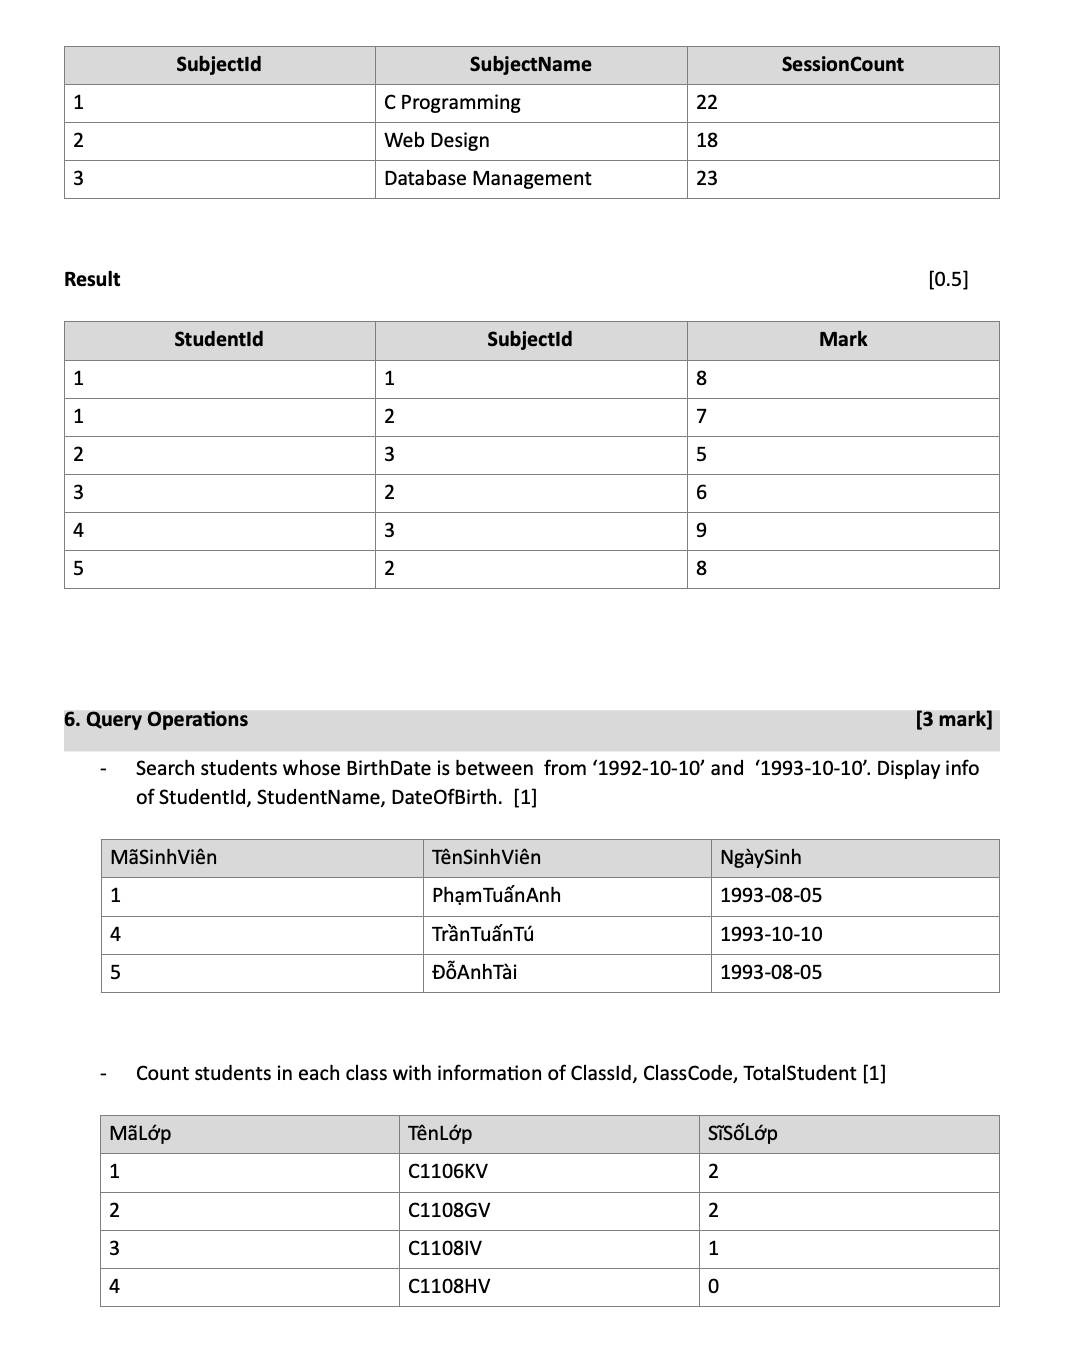 SubjectId SubjectName SessionCount
1 C Programming 22
2 Web Design 18
3 Database Management 23
Result [0.5]
StudentId SubjectId Mark
1 1 8
1 2 7
2 3 5
3 2 6
4 3 9
5 2 8
6. Query Operations [3 mark]
- Search students whose BirthDate is between from ‘1992-10-10’ and ‘1993-10-10’. Display info
of StudentId, StudentName, DateOfBirth. [1]
MãSinhViên TênSinhViên NgàySinh
1 PhạmTuấnAnh 1993-08-05
4 TrầnTuấnTú 1993-10-10
5 ĐỗAnhTài 1993-08-05
- Count students in each class with information of ClassId, ClassCode, TotalStudent [1]
MãLớp TênLớp SĩSốLớp
1 C1106KV 2
2 C1108GV 2
3 C1108IV 1
4 C1108HV 0